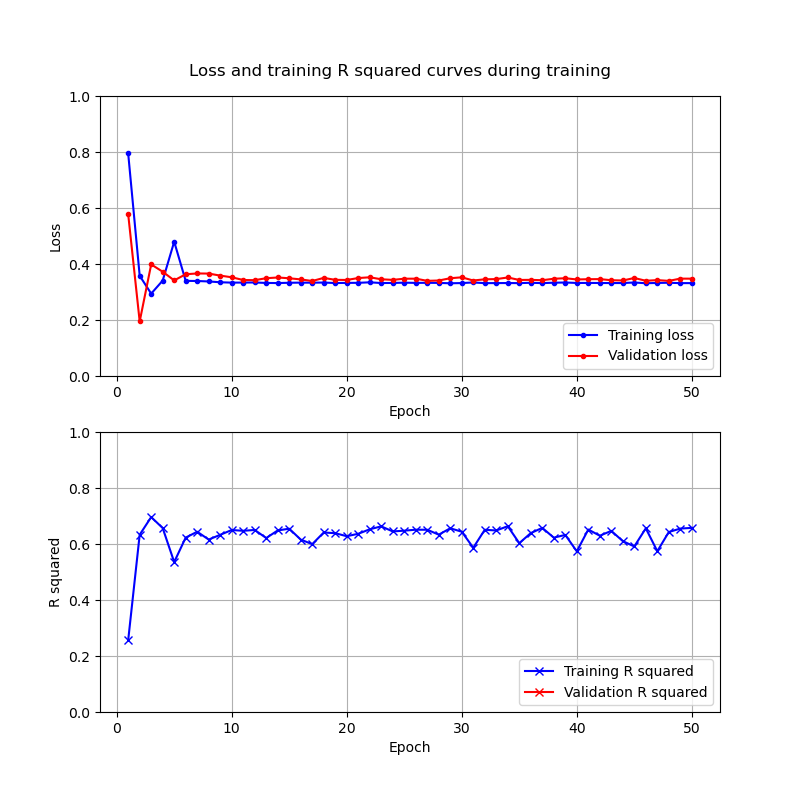 Loss and training R squared curves during training
1.0
0.8
0.6
0.4
0.2
0.0
Loss
Training loss
Validation loss
0 10 20 30 40 50
Epoch
1.0
0.8
0.6
0.4
0.2
0.0
R squared
Training R squared
Validation R squared
0 10 20 30 40 50
Epoch